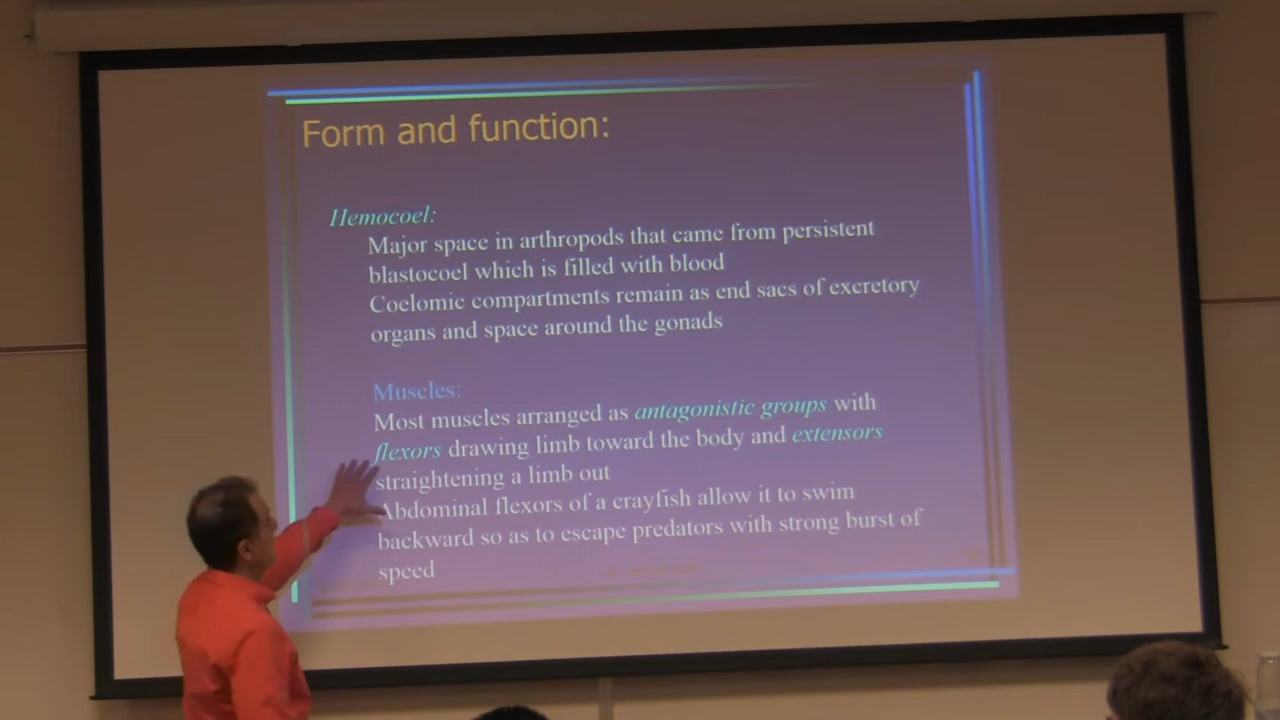 Form and function:
Hemocoel:
Major space in arthropods that came from persistent
blastocoel which is filled with blood
Coelomic compartments remain as end sacs of excretory
organs and space around the gonads
Muscles:
Most muscles arranged as antagonistic groups with
flexors drawing limb toward the body and extensors
straightening a limb out
Abdominal flexors of a crayfish allow it to swim
backward so as to escape predators with strong burst of
speed